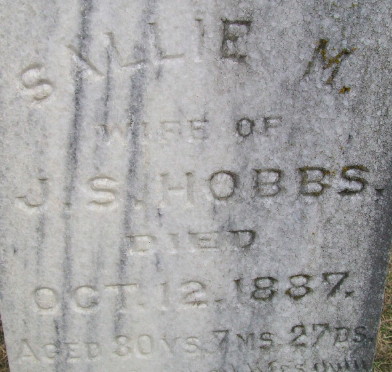 SALLIE M.
WIFE OF
J. S. HOBBS.
DIED
OCT. 12. 1887.
AGED 30 YS. 7 MS. 27 DS.